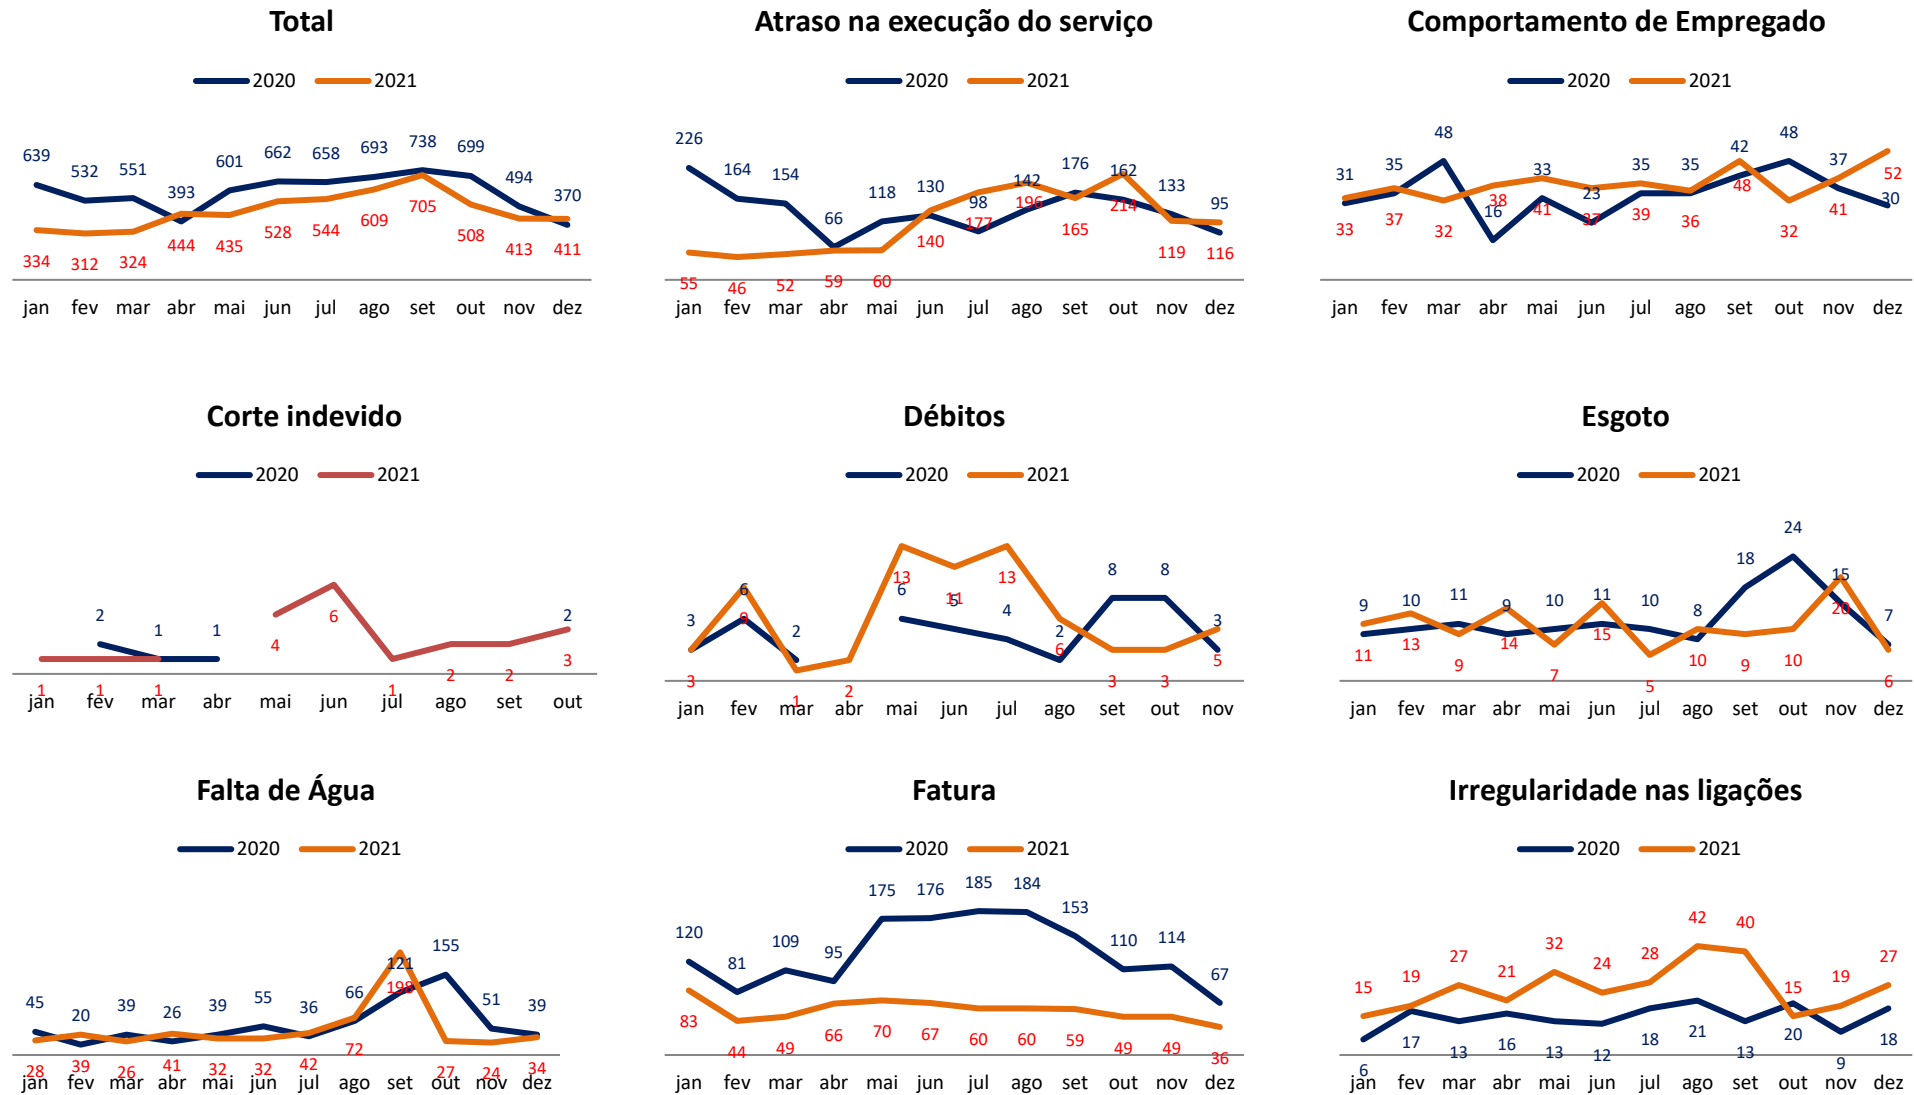 Total
2020 2021
639 532 551 393 601 662 658 693 738 699 494 370
334 312 324 444 435 528 544 609 705 508 413 411
jan fev mar abr mai jun jul ago set out nov dez
Atraso na execução do serviço
2020 2021
226 164 154 66 118 130 98 142 176 162 133 95
55 46 52 59 60 140 177 196 165 214 119 116
jan fev mar abr mai jun jul ago set out nov dez
Comportamento de Empregado
2020 2021
31 35 48 16 33 23 35 35 42 48 37 30
33 37 32 38 41 37 39 36 48 32 41 52
jan fev mar abr mai jun jul ago set out nov dez
Corte indevido
2020 2021
2 1 1 2
1 1 1 4 6 1 2 2 3
jan fev mar abr mai jun jul ago set out
Débitos
2020 2021
3 6 2 6 5 4 2 8 8 3
3 9 1 2 13 11 13 6 3 3 5
jan fev mar abr mai jun jul ago set out nov
Esgoto
2020 2021
9 10 11 9 10 11 10 8 18 24 15 7
11 13 9 14 7 15 5 10 9 10 20 6
jan fev mar abr mai jun jul ago set out nov dez
Falta de Água
2020 2021
45 20 39 26 39 55 36 66 121 155 51 39
28 39 26 41 32 32 42 72 198 27 24 34
jan fev mar abr mai jun jul ago set out nov dez
Fatura
2020 2021
120 81 109 95 175 176 185 184 153 110 114 67
83 44 49 66 70 67 60 60 59 49 49 36
jan fev mar abr mai jun jul ago set out nov dez
Irregularidade nas ligações
2020 2021
15 19 27 21 32 24 28 42 40 15 19 27
6 17 13 16 13 12 18 21 13 20 9 18
jan fev mar abr mai jun jul ago set out nov dez